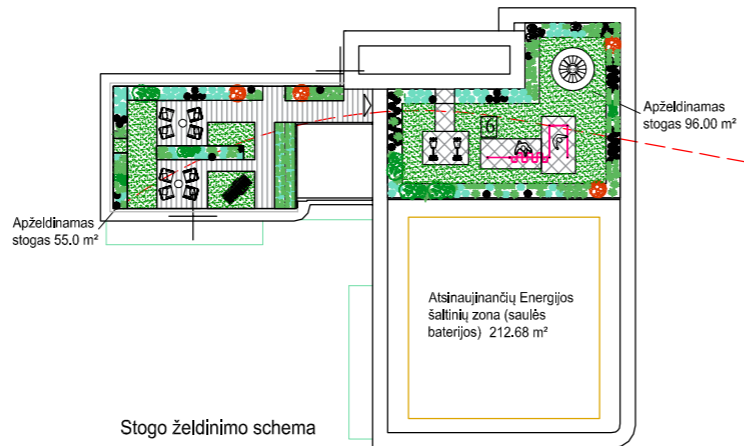 Apželdinamas
stogas 96.00 m²
6
Apželdinamas
stogas 55.0 m²
Atsinaujinančių Energijos
šaltinių zona (saulės
baterijos) 212.68 m²
Stogo želdinimo schema